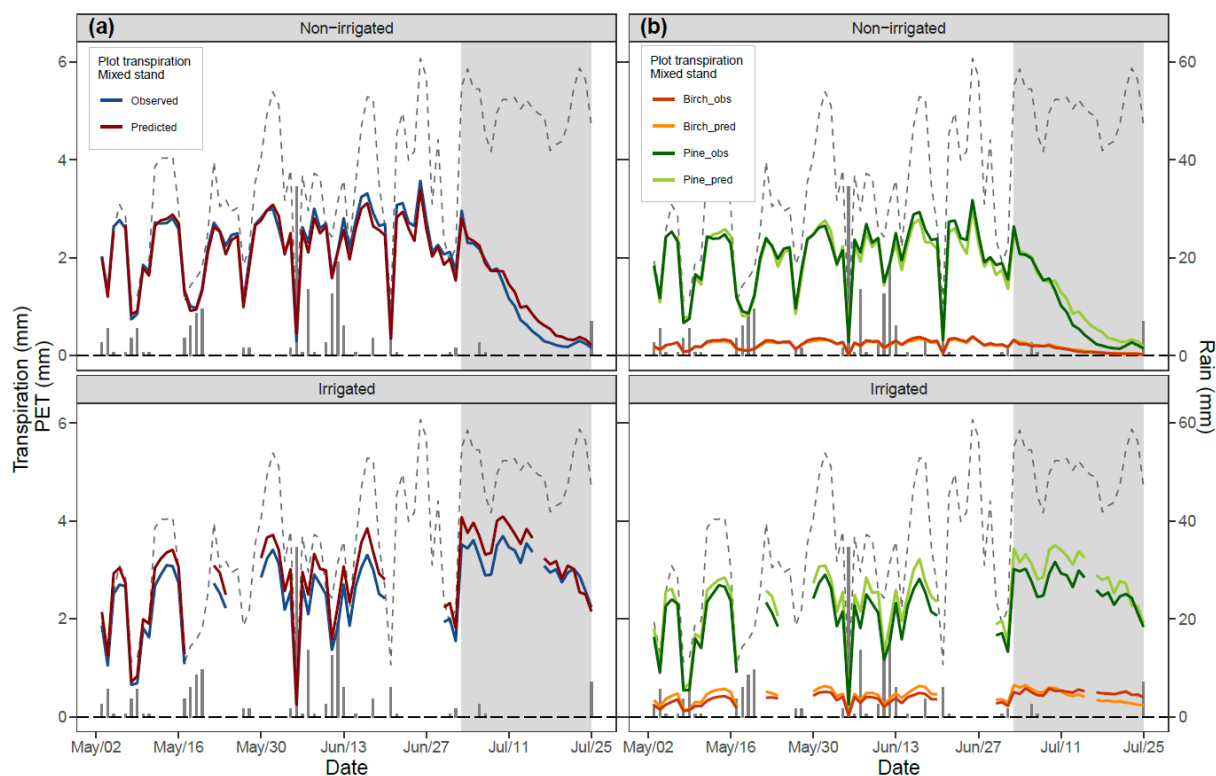 (a)
Non−irrigated
Plot transpiration
Mixed stand
Observed
Predicted
6
4
2
0
Irrigated
6
4
2
0
Transpiration (mm)
PET (mm)
May/02 May/16 May/30 Jun/13 Jun/27 Jul/11 Jul/25
Date
(b)
Non−irrigated
Plot transpiration
Mixed stand
Birch_obs
Birch_pred
Pine_obs
Pine_pred
60
40
20
0
Irrigated
60
40
20
0
Rain (mm)
May/02 May/16 May/30 Jun/13 Jun/27 Jul/11 Jul/25
Date